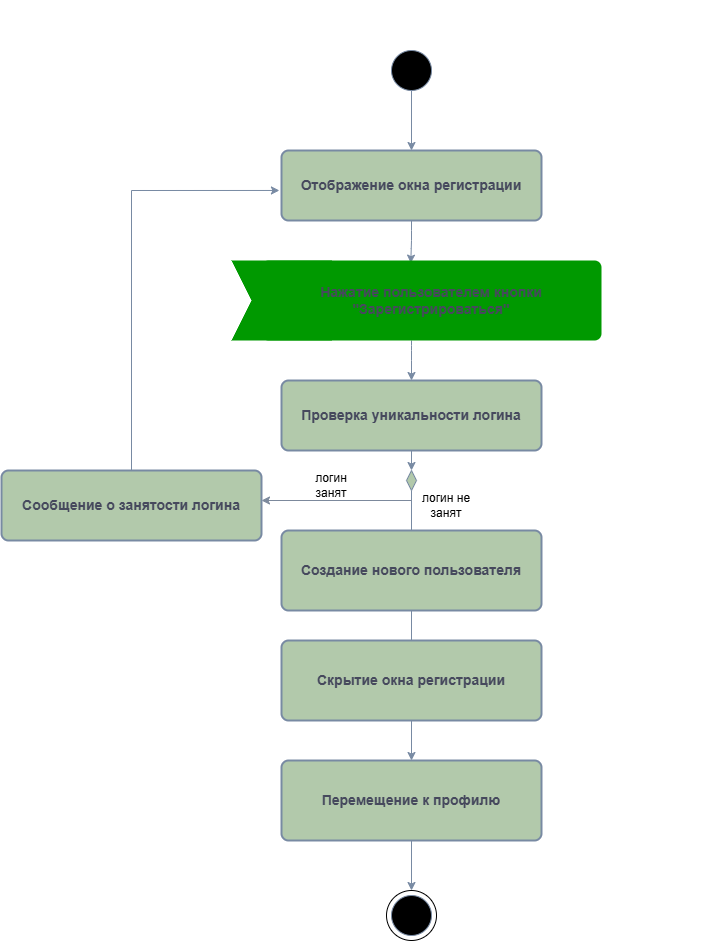 Отображение окна регистрации
Нажатие пользователем кнопки
"Зарегистрироваться"
Проверка уникальности логина
логин
занят
логин не
занят
Сообщение о занятости логина
Создание нового пользователя
Скрытие окна регистрации
Перемещение к профилю